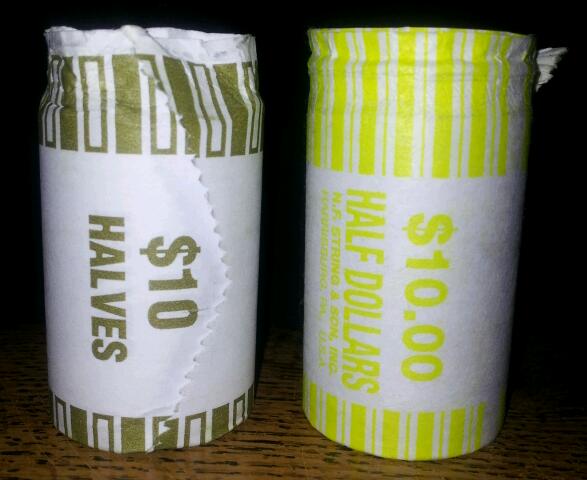 $10
HALVES
$10.00
HALF DOLLARS
N.F. STRING & SON, INC.
HARRISBURG, PA., U.S.A.